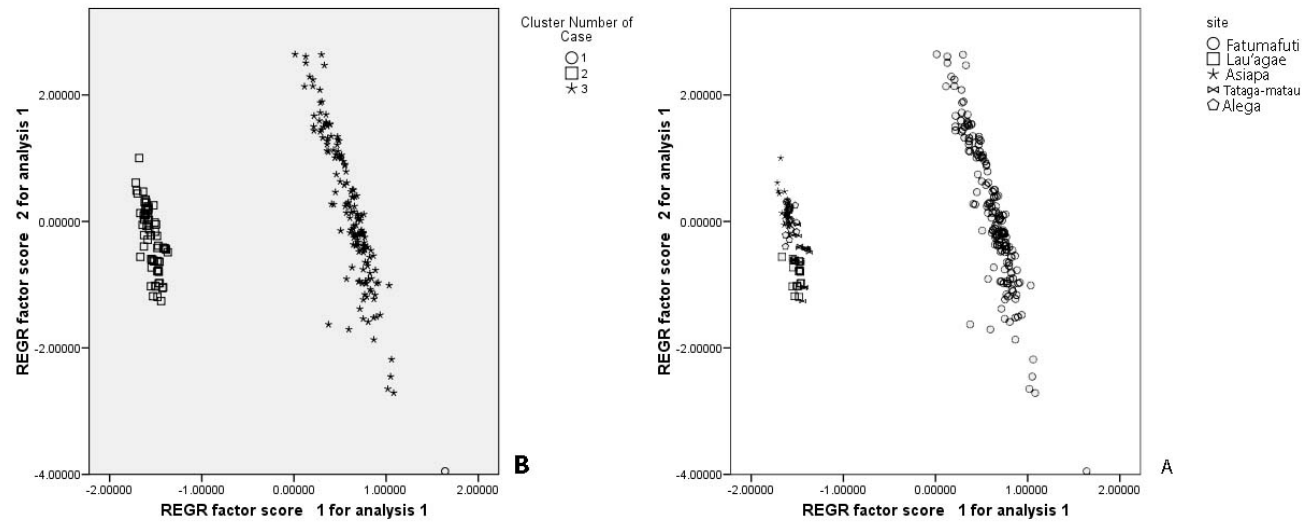 Cluster Number of
Case
1
2
3
2.00000
0.00000
-2.00000
-4.00000
REGR factor score 2 for analysis 1
-2.00000
-1.00000
0.00000
1.00000
2.00000
REGR factor score 1 for analysis 1
B
site
Fatumafuti
Lau'agae
Asiapa
Tataga-matau
Alega
2.00000
0.00000
-2.00000
-4.00000
REGR factor score 2 for analysis 1
-2.00000
-1.00000
0.00000
1.00000
2.00000
REGR factor score 1 for analysis 1
A